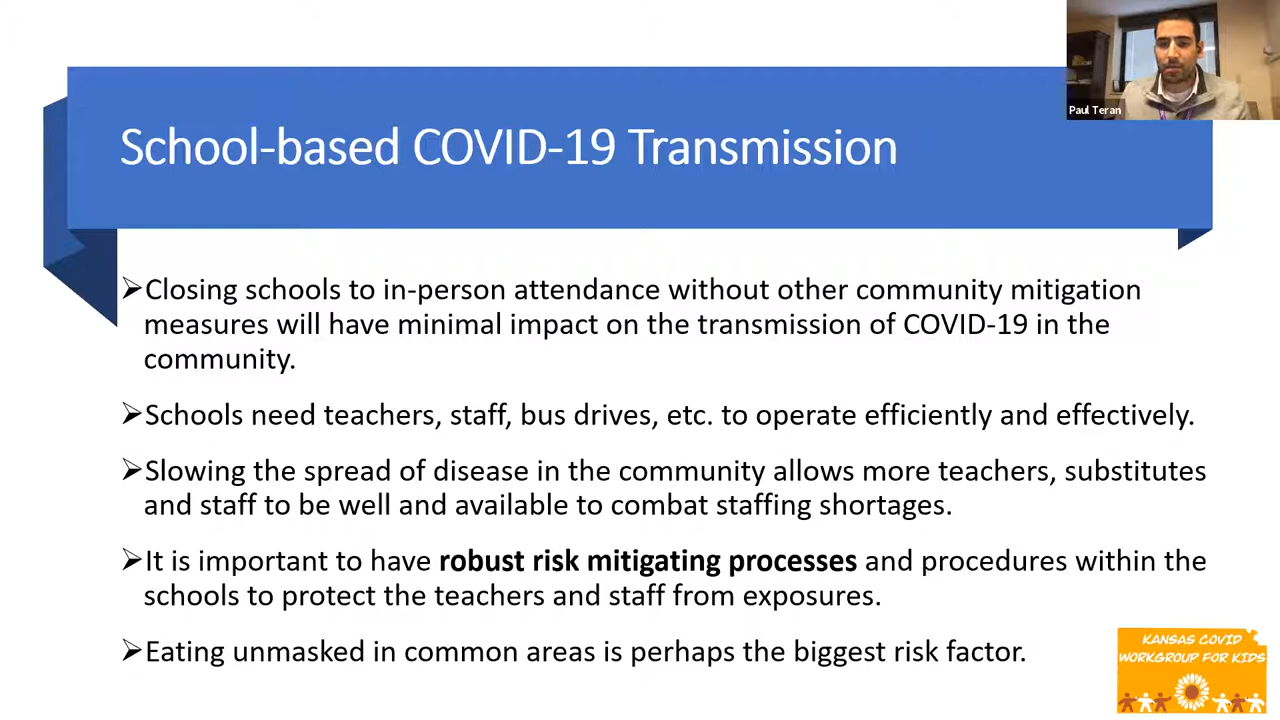 Paul Teran
School-based COVID-19 Transmission
➢Closing schools to in-person attendance without other community mitigation
measures will have minimal impact on the transmission of COVID-19 in the
community.
➢Schools need teachers, staff, bus drives, etc. to operate efficiently and effectively.
➢Slowing the spread of disease in the community allows more teachers, substitutes
and staff to be well and available to combat staffing shortages.
➢It is important to have robust risk mitigating processes and procedures within the
schools to protect the teachers and staff from exposures.
➢Eating unmasked in common areas is perhaps the biggest risk factor.
KANSAS COVID
WORKGROUP FOR KIDS